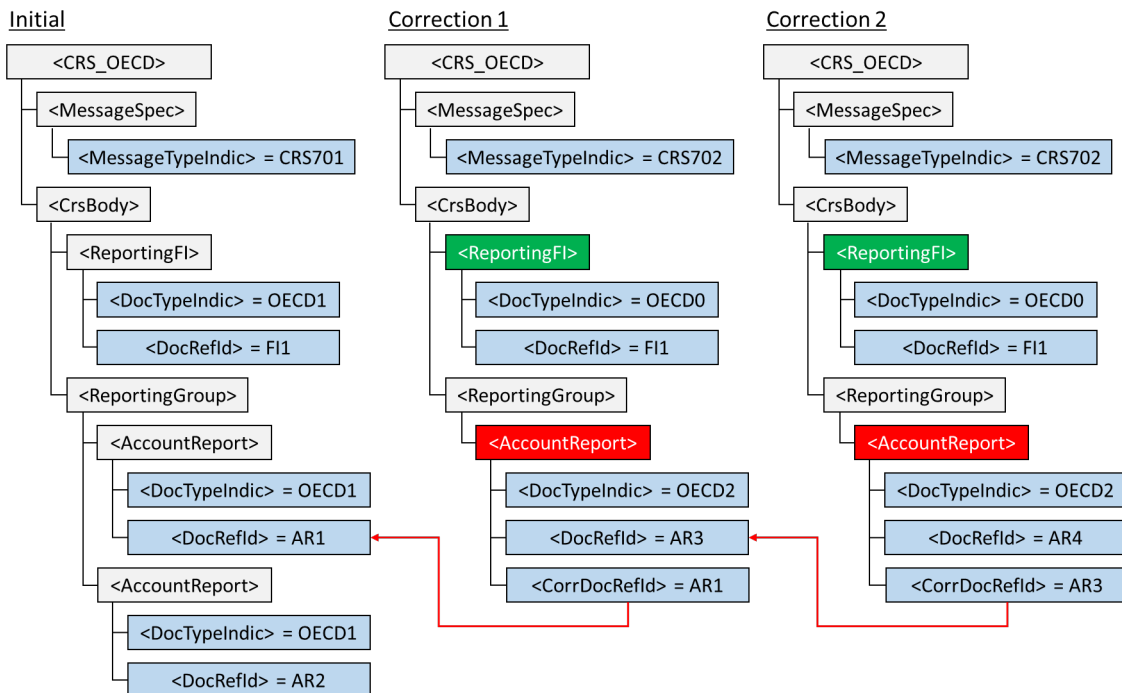 Initial
<CRS_OECD>
<MessageSpec>
<MessageTypeIndic> = CRS701
<CrsBody>
<ReportingFI>
<DocTypeIndic> = OECD1
<DocRefId> = FI1
<ReportingGroup>
<AccountReport>
<DocTypeIndic> = OECD1
<DocRefId> = AR1
<AccountReport>
<DocTypeIndic> = OECD1
<DocRefId> = AR2
Correction 1
<CRS_OECD>
<MessageSpec>
<MessageTypeIndic> = CRS702
<CrsBody>
<ReportingFI>
<DocTypeIndic> = OECD0
<DocRefId> = FI1
<ReportingGroup>
<AccountReport>
<DocTypeIndic> = OECD2
<DocRefId> = AR3
<CorrDocRefId> = AR1
Correction 2
<CRS_OECD>
<MessageSpec>
<MessageTypeIndic> = CRS702
<CrsBody>
<ReportingFI>
<DocTypeIndic> = OECD0
<DocRefId> = FI1
<ReportingGroup>
<AccountReport>
<DocTypeIndic> = OECD2
<DocRefId> = AR4
<CorrDocRefId> = AR3